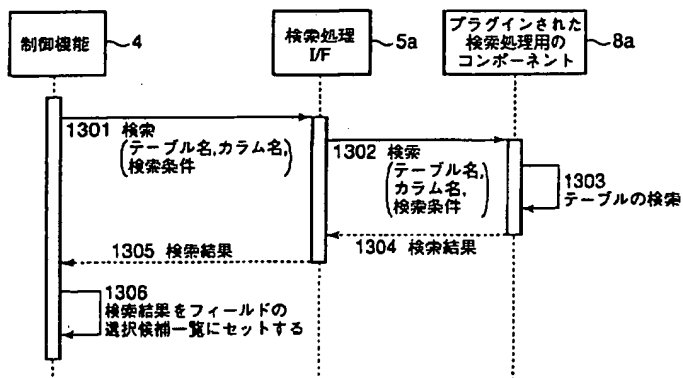 制御機能
4
検索処理
I/F
5a
プラグインされた
検索処理用の
コンポーネント
8a
1301 検索
(テーブル名,カラム名,
検索条件)
1302 検索
(テーブル名,
カラム名,
検索条件)
1303
テーブルの検索
1304 検索結果
1305 検索結果
1306
検索結果をフィールドの
選択候補一覧にセットする